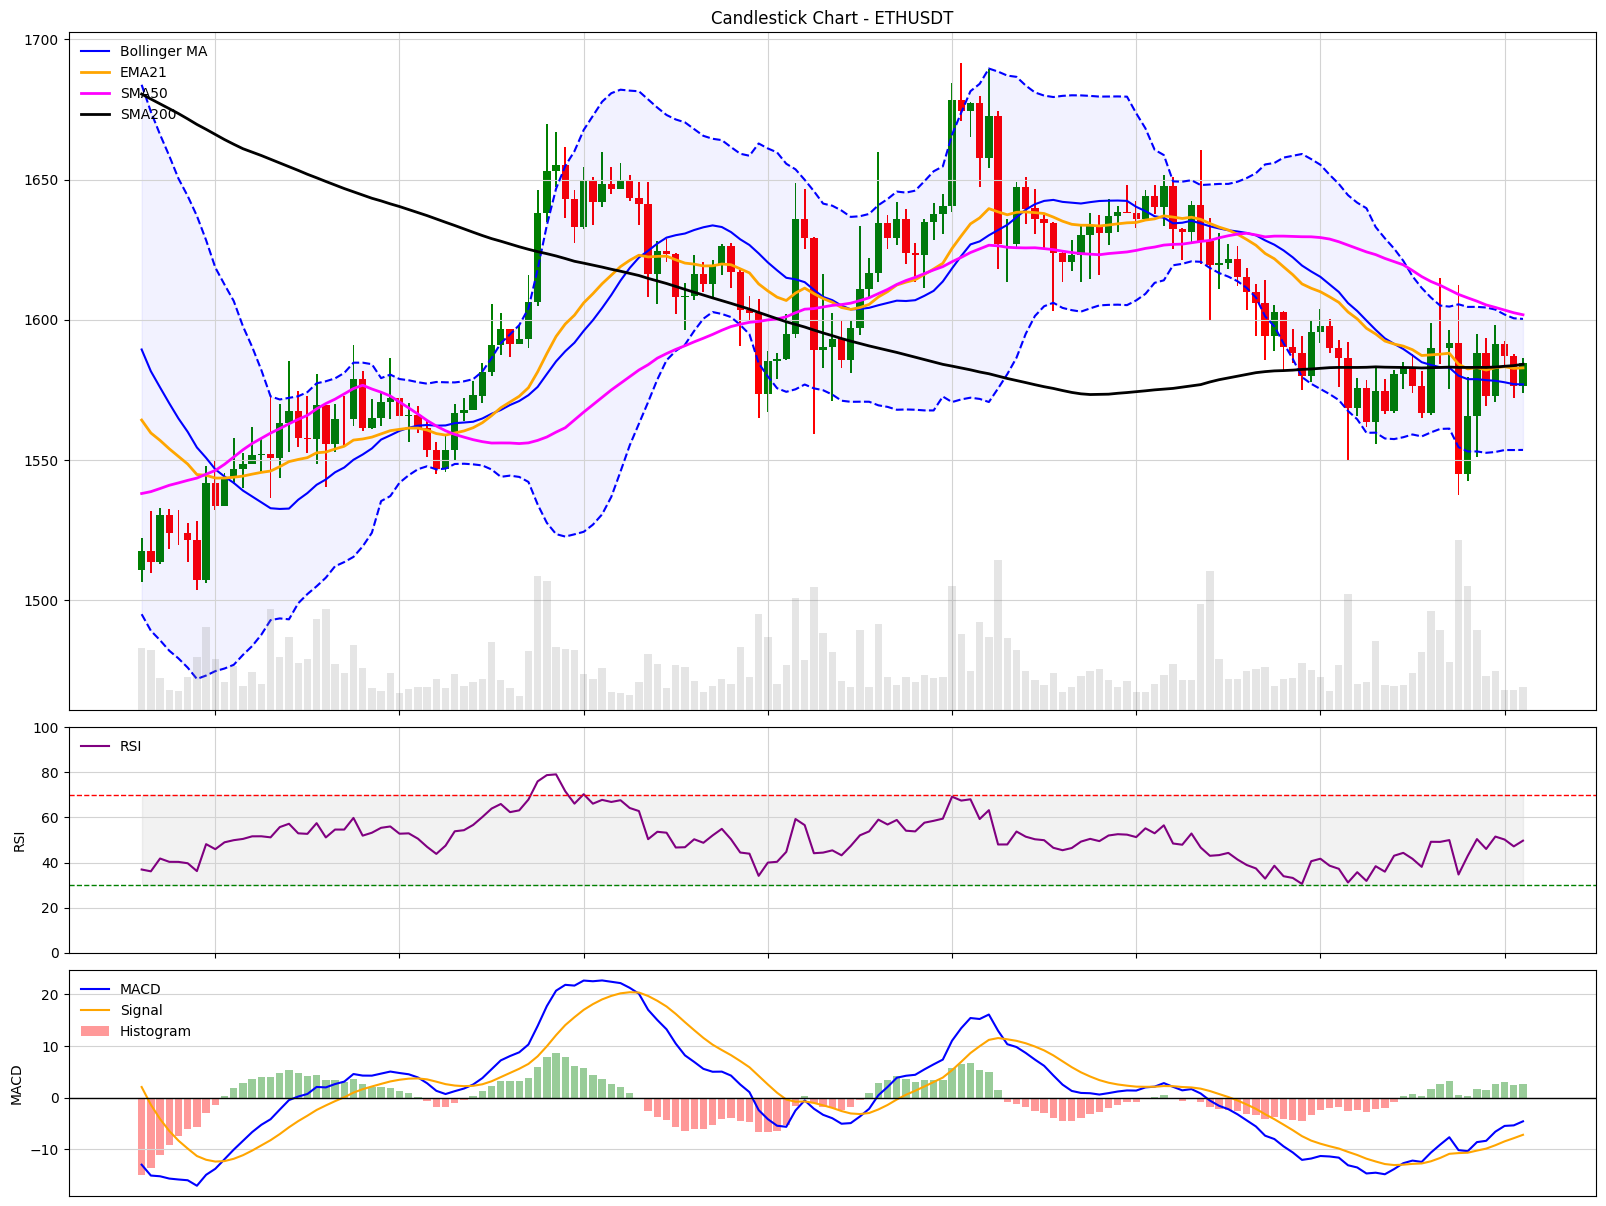 Candlestick Chart - ETHUSDT
1700
1650
1600
1550
1500
Bollinger MA
EMA21
SMA50
SMA200
100
80
60
40
20
0
RSI
RSI
20
10
0
−10
MACD
MACD
Signal
Histogram